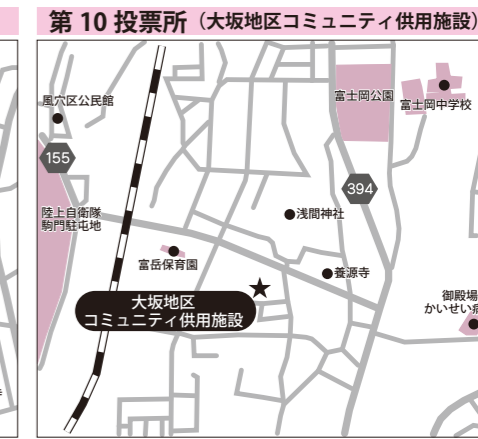 第 10 投票所（大坂地区コミュニティ供用施設）
風穴区公民館
富士岡公園
富士岡中学校
155
394
陸上自衛隊
駒門駐屯地
浅間神社
富岳保育園
養源寺
大坂地区
コミュニティ供用施設
御殿場
かいせい病